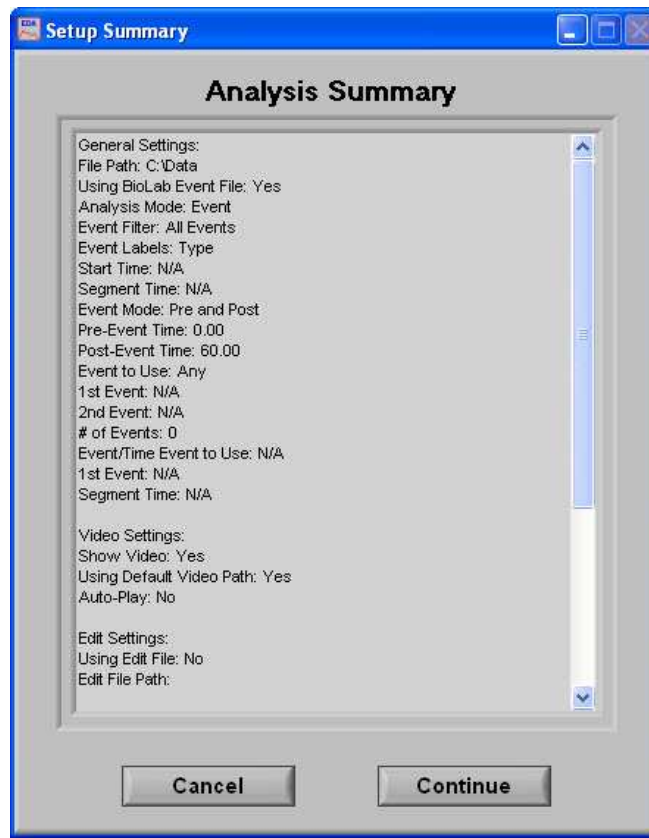 Setup Summary
Analysis Summary
General Settings:
File Path: C:\Data
Using BioLab Event File: Yes
Analysis Mode: Event
Event Filter: All Events
Event Labels: Type
Start Time: N/A
Segment Time: N/A
Event Mode: Pre and Post
Pre-Event Time: 0.00
Post-Event Time: 60.00
Event to Use: Any
1st Event: N/A
2nd Event: N/A
# of Events: 0
Event/Time Event to Use: N/A
1st Event: N/A
Segment Time: N/A
Video Settings:
Show Video: Yes
Using Default Video Path: Yes
Auto-Play: No
Edit Settings:
Using Edit File: No
Edit File Path:
Cancel
Continue